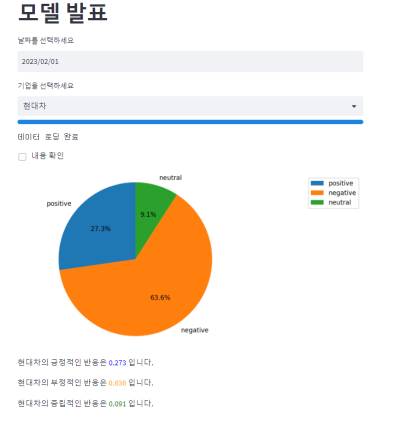 모델 발표
날짜를 선택하세요
2023/02/01
기업을 선택하세요
현대차
데이터 로딩 완료
내용 확인
neutral
positive
negative
neutral
positive
9.1%
27.3%
63.6%
negative
현대차의 긍정적인 반응은 0.273 입니다.
현대차의 부정적인 반응은 0.636 입니다.
현대차의 중립적인 반응은 0.091 입니다.